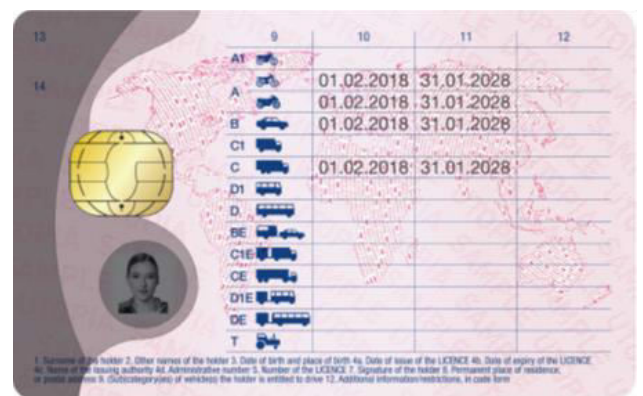 13 9 10 11 12
A1
14 A 01.02.2018 31.01.2028
01.02.2018 31.01.2028
B 01.02.2018 31.01.2028
C1
C 01.02.2018 31.01.2028
D1
D
BE
C1E
CE
D1E
DE
T
1. Surname of the holder 2. Other names of the holder 3. Date of birth and place of birth 4a. Date of issue of the LICENCE 4b. Date of expiry of the LICENCE
4c. Name of the issuing authority 4d. Administrative number 5. Number of the LICENCE 7. Signature of the holder 8. Permanent place of residence,
or postal address 9. (Sub)category(ies) of vehicle(s) the holder is entitled to drive 12. Additional information/restrictions, in code form